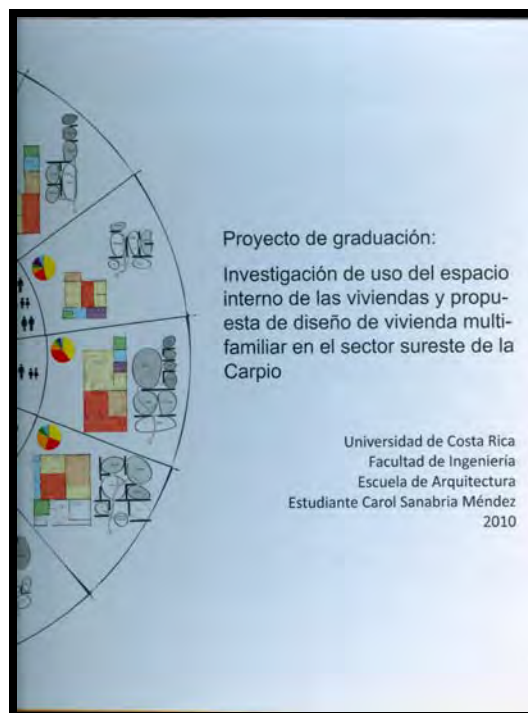 Proyecto de graduación:
Investigación de uso del espacio
interno de las viviendas y propu-
esta de diseño de vivienda multi-
familiar en el sector sureste de la
Carpio
Universidad de Costa Rica
Facultad de Ingeniería
Escuela de Arquitectura
Estudiante Carol Sanabria Méndez
2010